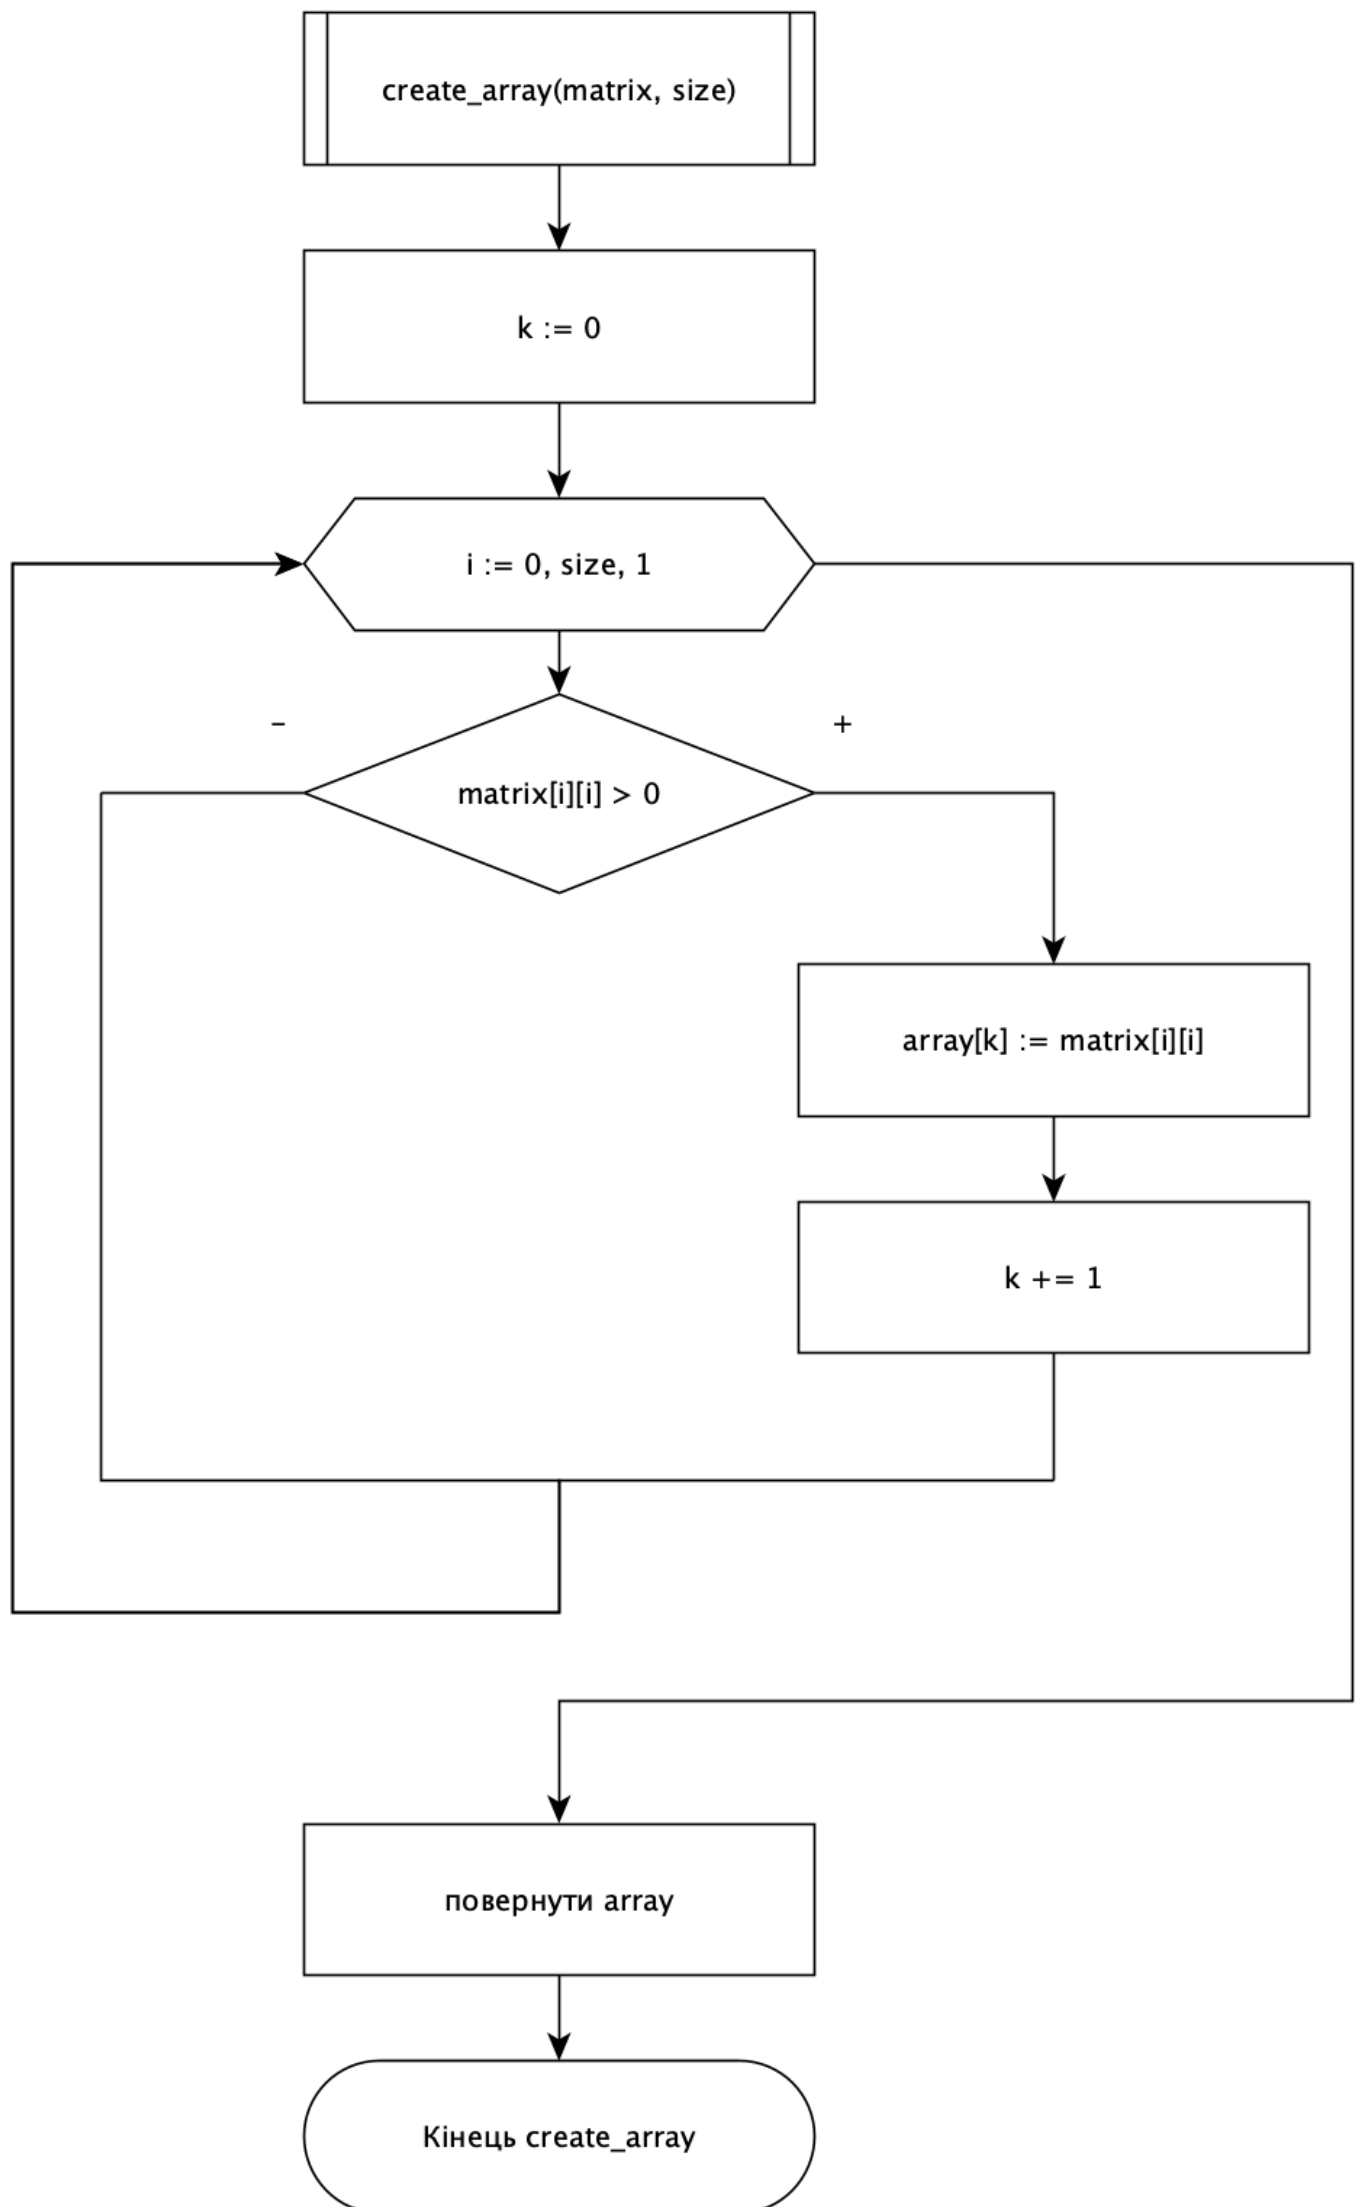 create_array(matrix, size)
k := 0
i := 0, size, 1
-
+
matrix[i][i] > 0
array[k] := matrix[i][i]
k += 1
повернути array
Кінець create_array